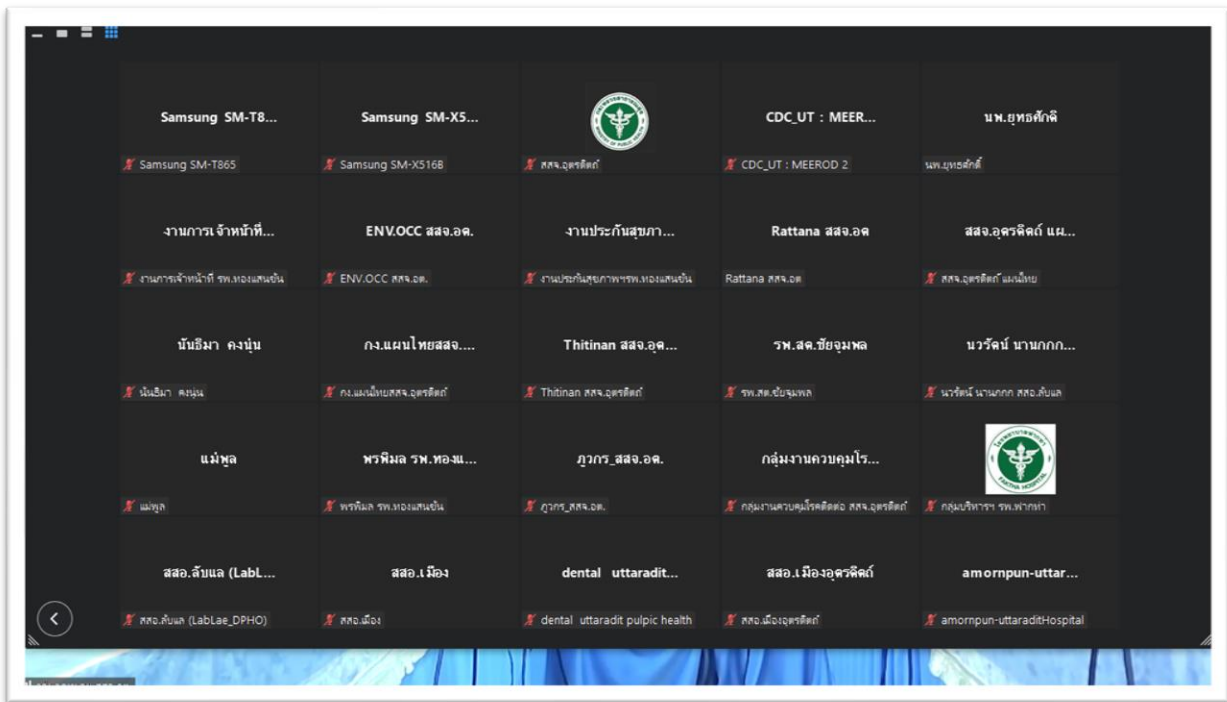 Samsung SM-T8...
Samsung SM-X5...
CDC_UT : MEER...
นพ.ยุทธศักดิ์
Samsung SM-T865
Samsung SM-X516B
สสจ.อุตรดิตถ์
CDC_UT : MEEROD 2
นพ.ยุทธศักดิ์
งานการเจ้าหน้าที่...
ENV.OCC สสจ.อต.
งานประกันสุขภา...
Rattana สสจ.อต
สสจ.อุตรดิตถ์ แผ...
งานการเจ้าหน้าที่ รพ.ทองแสนขัน
ENV.OCC สสจ.อต.
งานประกันสุขภาพฯรพ.ทองแสนขัน
Rattana สสจ.อต
สสจ.อุตรดิตถ์ แผนไทย
นันธิมา คงนุ่น
กง.แผนไทยสสจ....
Thitinan สสจ.อุต...
รพ.สต.ชัยจุมพล
นวรัตน์ นานกกก...
นันธิมา คงนุ่น
กง.แผนไทยสสจ.อุตรดิตถ์
Thitinan สสจ.อุตรดิตถ์
รพ.สต.ชัยจุมพล
นวรัตน์ นานกกก สสอ.ลับแล
แม่พูล
พรพิมล รพ.ทองแ...
ภวกร_สสจ.อต.
กลุ่มงานควบคุมโร...
FAKTHA HOSPITAL
แม่พูล
พรพิมล รพ.ทองแสนขัน
ภวกร_สสจ.อต.
กลุ่มงานควบคุมโรคติดต่อ สสจ.อุตรดิตถ์
กลุ่มบริหารฯ รพ.ฟากท่า
สสอ.ลับแล (LabL...
สสอ.เมือง
dental uttaradit...
สสอ.เมืองอุตรดิตถ์
amornpun-uttar...
สสอ.ลับแล (LabLae_DPHO)
สสอ.เมือง
dental uttaradit pulpic health
สสอ.เมืองอุตรดิตถ์
amornpun-uttaraditHospital